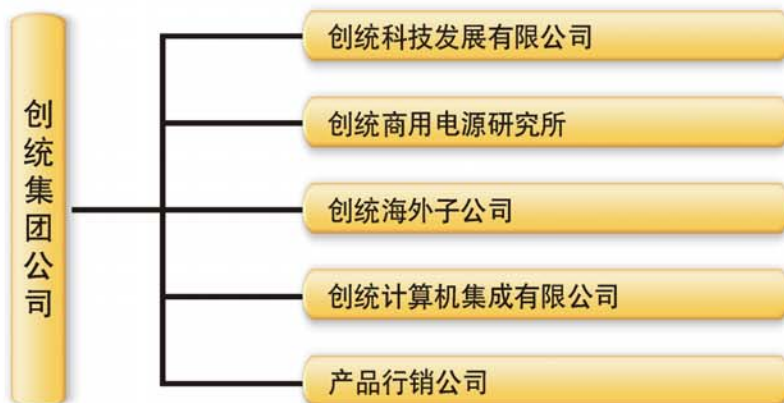 创统集团公司
创统科技发展有限公司
创统商用电源研究所
创统海外子公司
创统计算机集成有限公司
产品行销公司